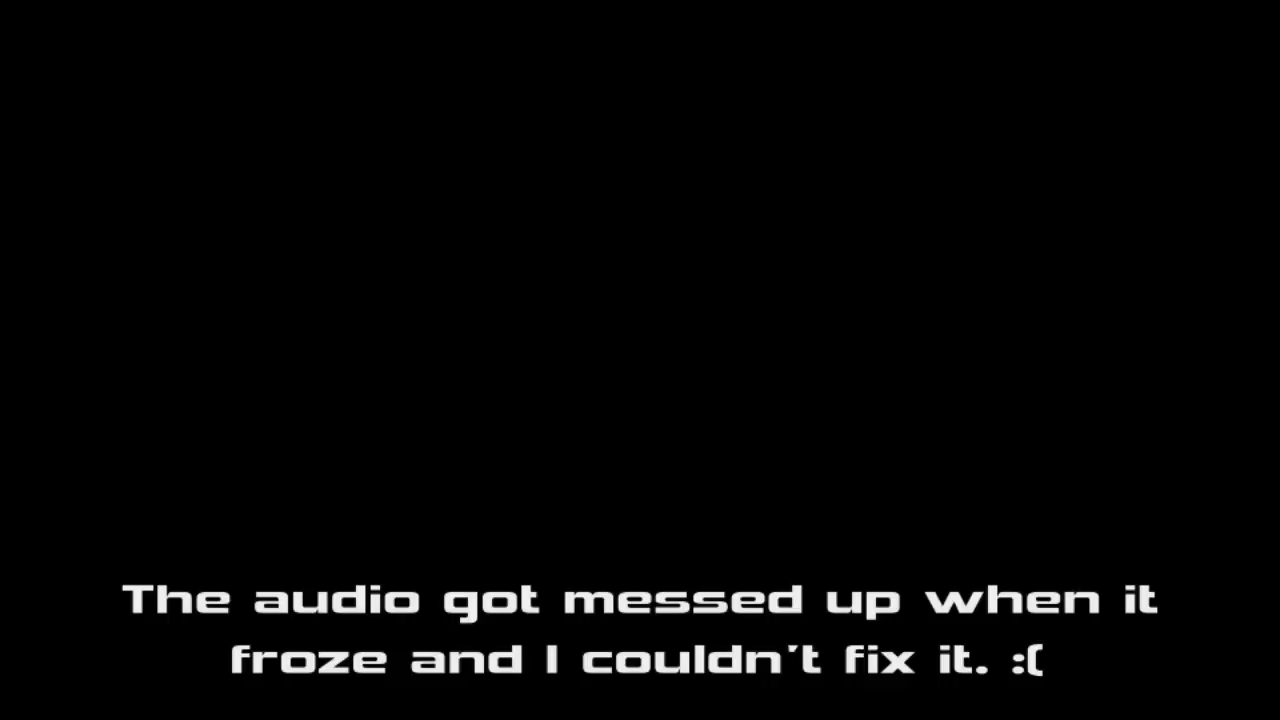 The audio got messed up when it
froze and I couldn't fix it. :(